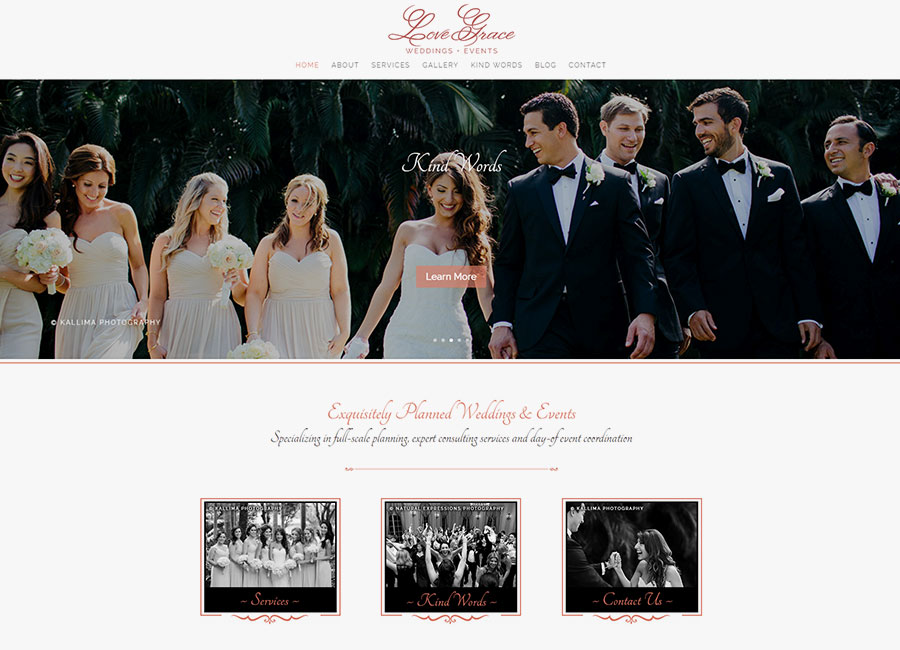 Love Grace
WEDDINGS • EVENTS
HOME ABOUT SERVICES GALLERY KIND WORDS BLOG CONTACT
Kind Words
Learn More
© KALLIMA PHOTOGRAPHY
Exquisitely Planned Weddings & Events
Specializing in full-scale planning, expert consulting services and day-of event coordination
© KALLIMA PHOTOGRAPHY
© NATURAL EXPRESSIONS PHOTOGRAPHY
© KALLIMA PHOTOGRAPHY
~ Services ~
~ Kind Words ~
~ Contact Us ~